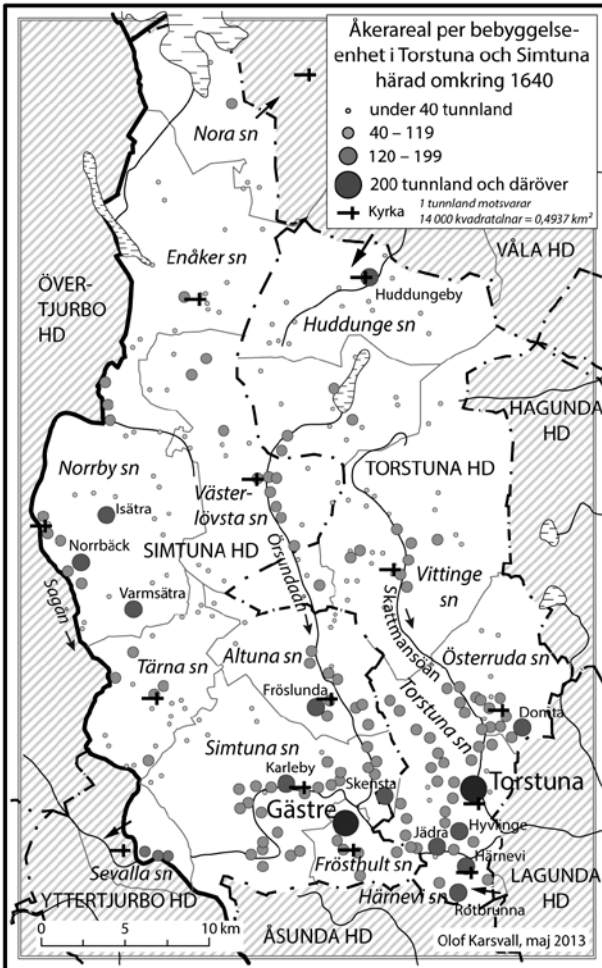 Åkerareal per bebyggelse-
enhet i Torstuna och Simtuna
härad omkring 1640
under 40 tunnland
40 – 119
120 – 199
200 tunnland och däröver
Kyrka
1 tunnland motsvarar
14 000 kvadratalnar = 0,4937 km²
Nora sn
VÅLA HD
Enåker sn
ÖVER-
TJURBO
HD
Huddungeby
Huddunge sn
HAGUNDA
HD
Norrby sn
TORSTUNA HD
Väster-
lövsta sn
Isätra
SIMTUNA HD
Norrbäck
Örsundaån
Vittinge
sn
Sagån
Varmsätra
Skattmansöån
Altuna sn
Österruda sn
Tärna sn
Fröslunda
Torstuna sn
Domta
Simtuna sn
Karleby
Skensta
Torstuna
Gästre
Hyvlinge
Jädra
Härnevi
Sevalla sn
Frösthult sn
LAGUNDA
HD
Härnevi sn
Rotbrunna
YTTERTJURBO HD
ÅSUNDA HD
0 5 10 km
Olof Karsvall, maj 2013